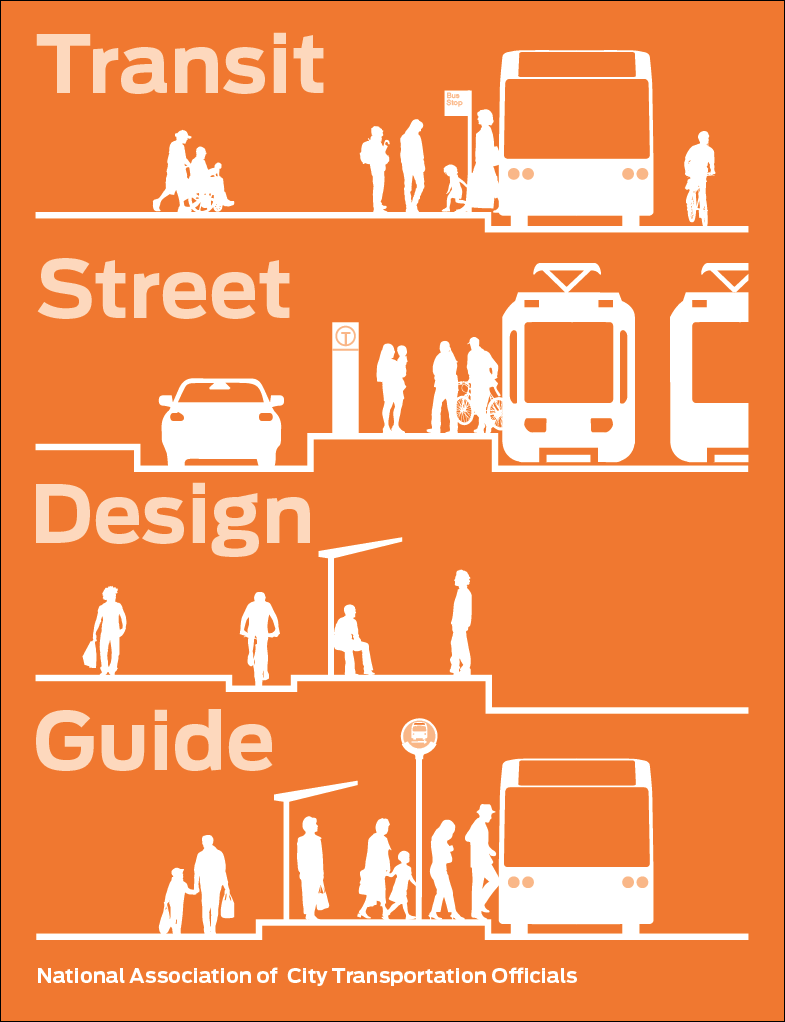 Transit
Bus
Stop
Street
T
Design
Guide
National Association of City Transportation Officials